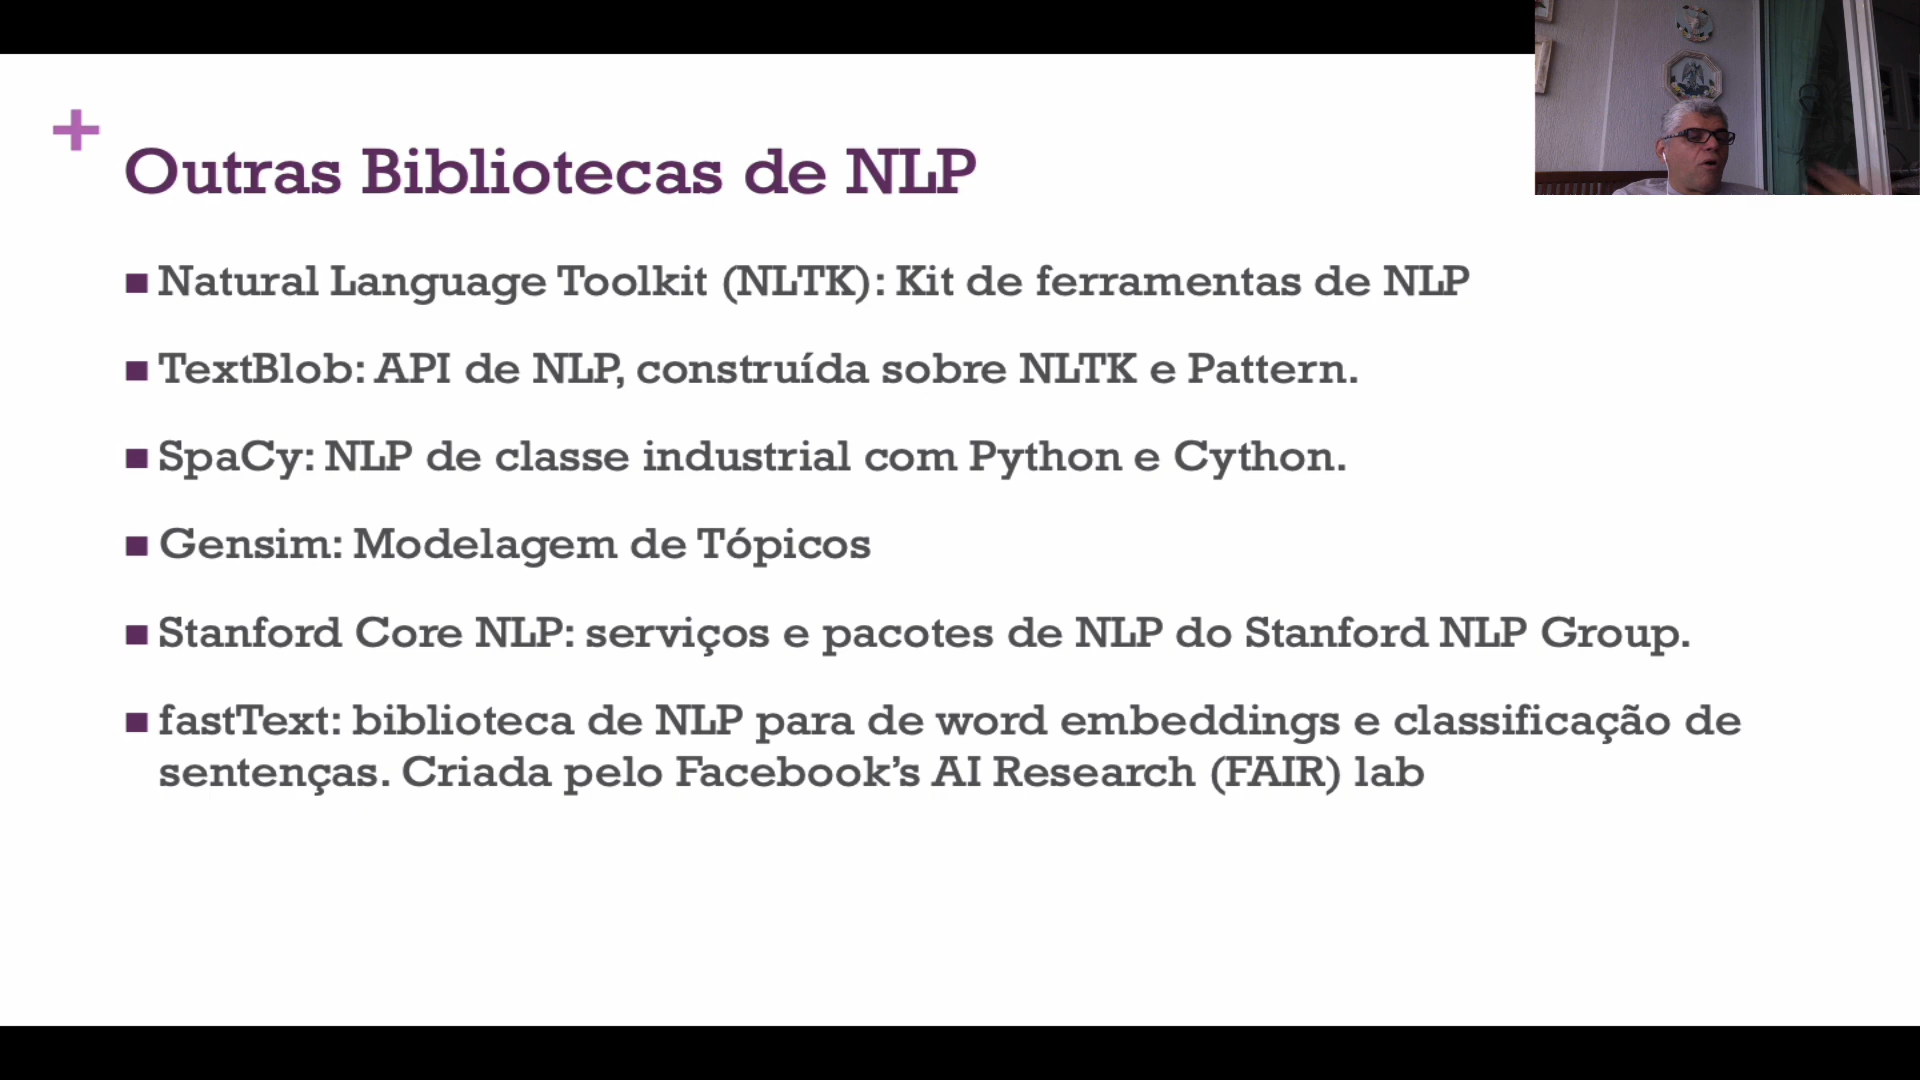 +
Outras Bibliotecas de NLP
■ Natural Language Toolkit (NLTK): Kit de ferramentas de NLP
■ TextBlob: API de NLP, construída sobre NLTK e Pattern.
■ SpaCy: NLP de classe industrial com Python e Cython.
■ Gensim: Modelagem de Tópicos
■ Stanford Core NLP: serviços e pacotes de NLP do Stanford NLP Group.
■ fastText: biblioteca de NLP para de word embeddings e classificação de
sentenças. Criada pelo Facebook’s AI Research (FAIR) lab